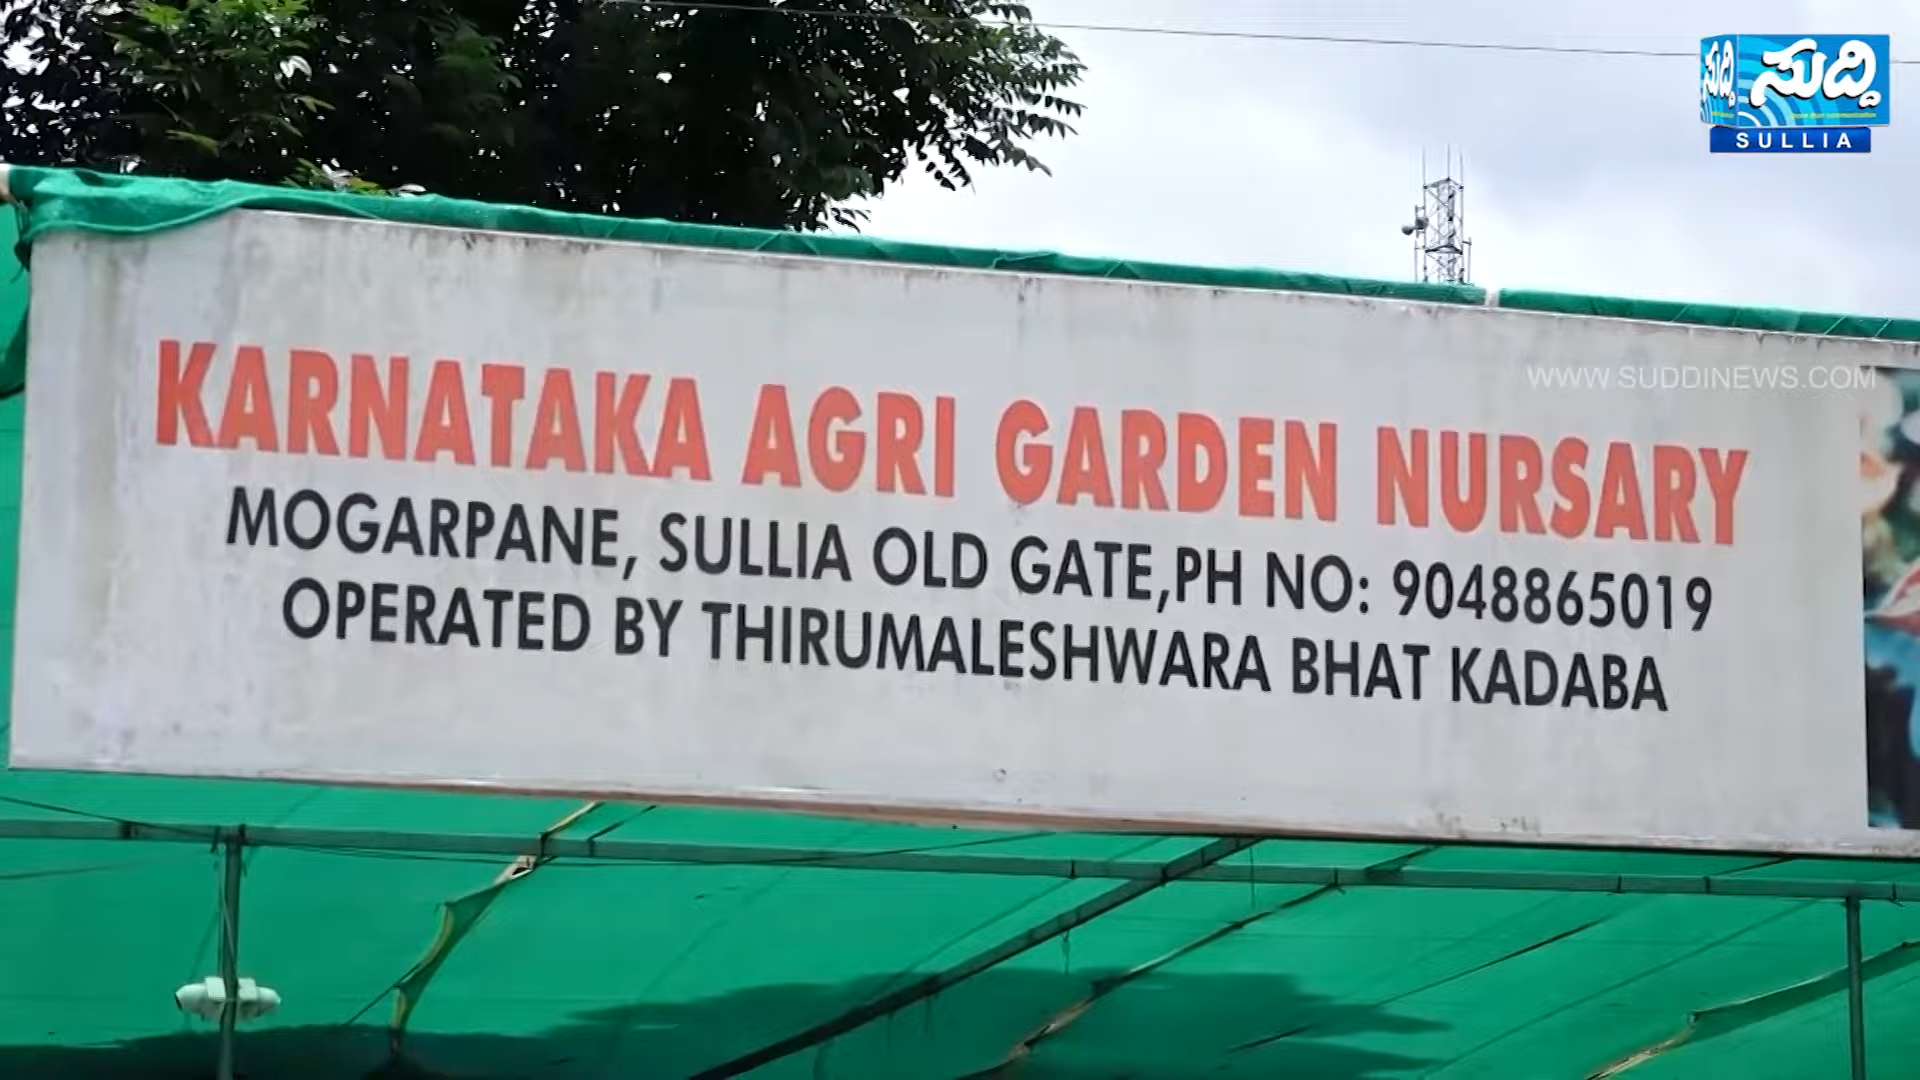 ಸುದ್ದಿ ಸುದ್ದಿ
SULLIA
WWW.SUDDINEWS.COM
KARNATAKA AGRI GARDEN NURSARY
MOGARPANE, SULLIA OLD GATE,PH NO: 9048865019
OPERATED BY THIRUMALESHWARA BHAT KADABA